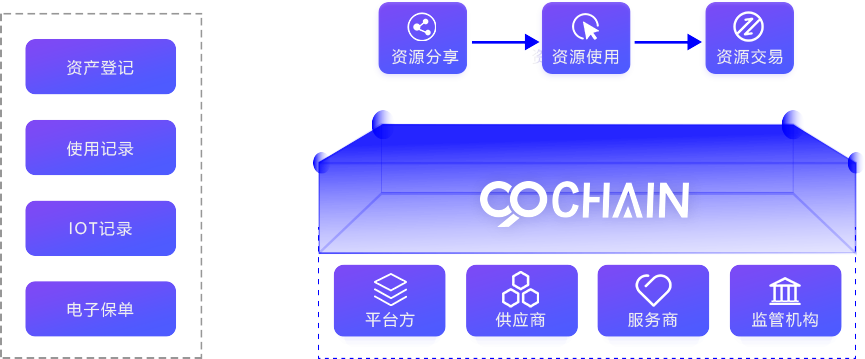 资产登记
使用记录
IOT记录
电子保单
资源分享
资源使用
资源交易
GOCHAIN
平台方
供应商
服务商
监管机构